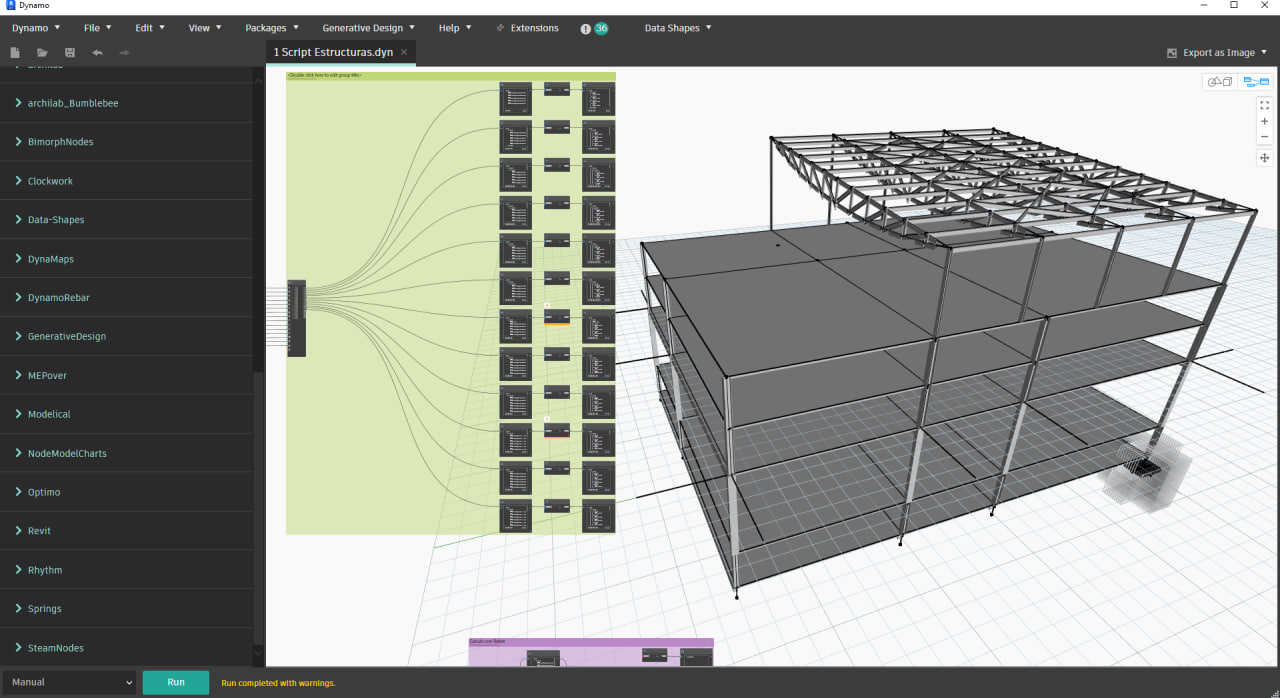 Dynamo
Dynamo File Edit View Packages Generative Design Help Extensions 36 Data Shapes
1 Script Estructuras.dyn
Export as Image
<Double click here to edit group title>
archilab_Bumblebee
BimorphNodes
Clockwork
Data-Shapes
DynaMaps
DynamoRebar
GenerativeDesign
MEPover
Modelical
NodeModelCharts
Optimo
Revit
Rhythm
Springs
SteamNodes
Calculo con Robot
Manual
Run
Run completed with warnings.